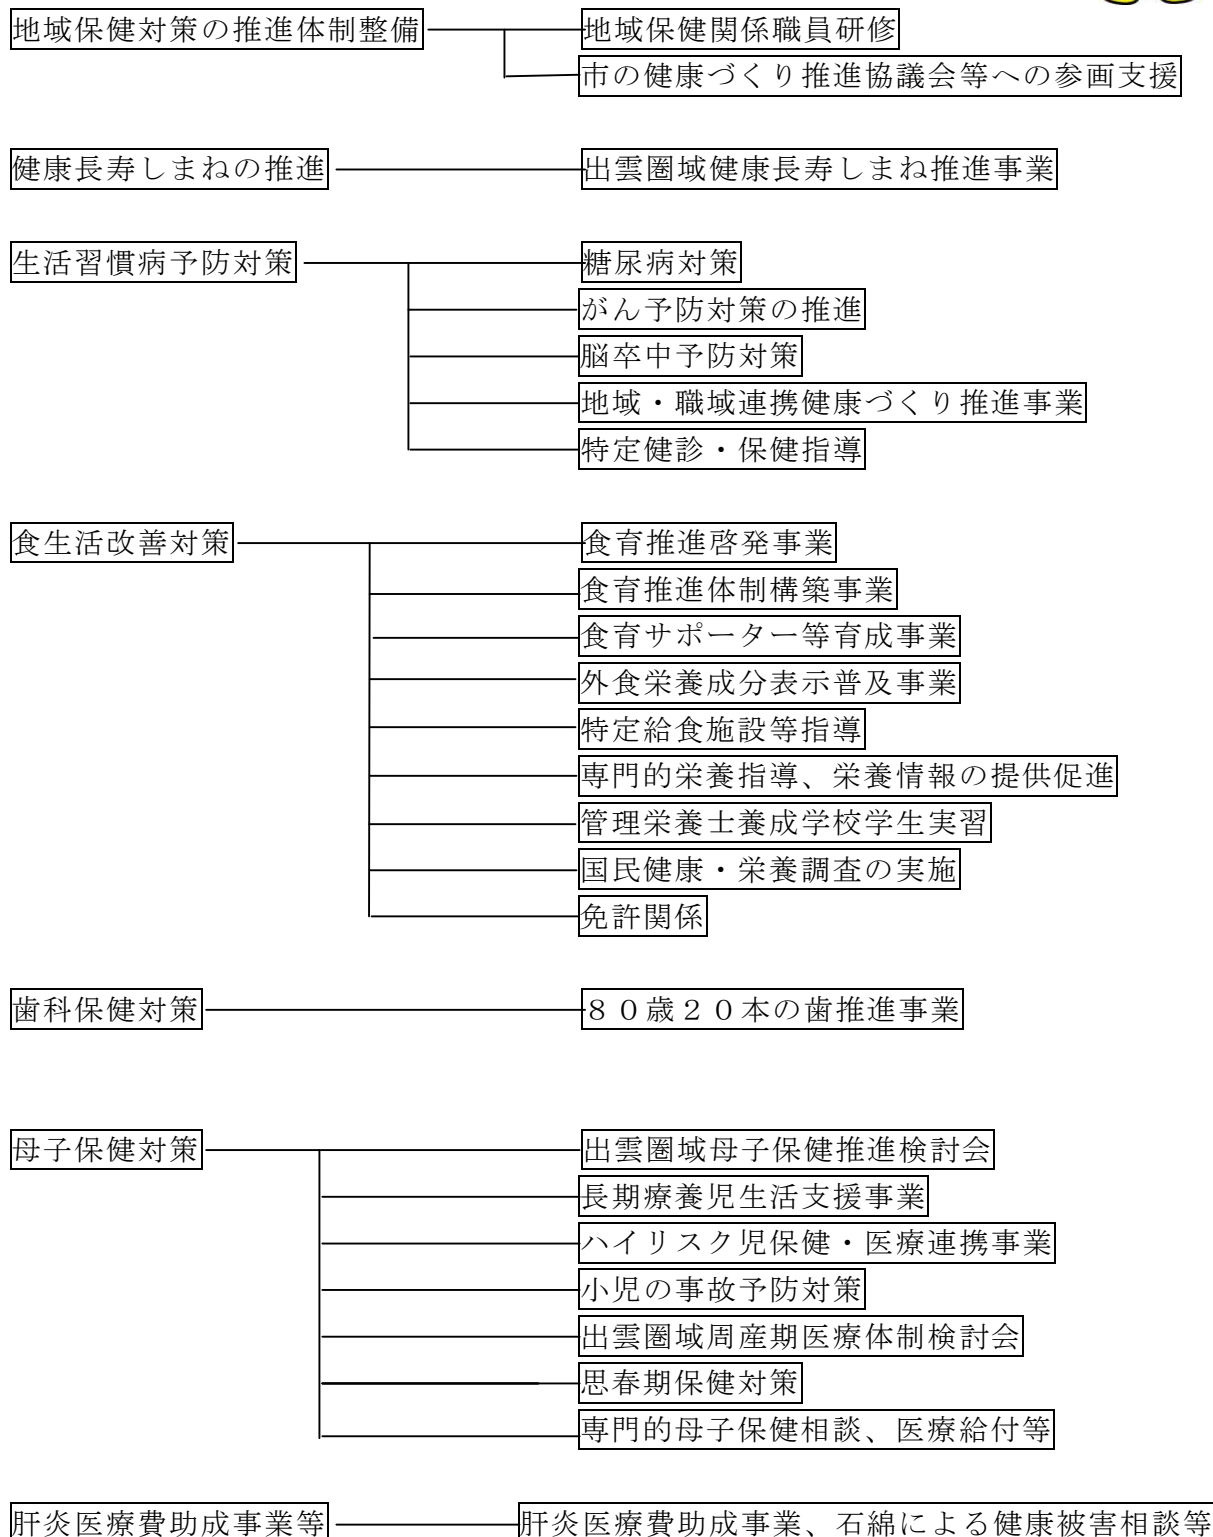 地域保健対策の推進体制整備 地域保健関係職員研修
市の健康づくり推進協議会等への参画支援
健康長寿しまねの推進 出雲圏域健康長寿しまね推進事業
生活習慣病予防対策 糖尿病対策
がん予防対策の推進
脳卒中予防対策
地域・職域連携健康づくり推進事業
特定健診・保健指導
食生活改善対策 食育推進啓発事業
食育推進体制構築事業
食育サポーター等育成事業
外食栄養成分表示普及事業
特定給食施設等指導
専門的栄養指導、栄養情報の提供促進
管理栄養士養成学校学生実習
国民健康・栄養調査の実施
免許関係
歯科保健対策 ８０歳２０本の歯推進事業
母子保健対策 出雲圏域母子保健推進検討会
長期療養児生活支援事業
ハイリスク児保健・医療連携事業
小児の事故予防対策
出雲圏域周産期医療体制検討会
思春期保健対策
専門的母子保健相談、医療給付等
肝炎医療費助成事業等 肝炎医療費助成事業、石綿による健康被害相談等